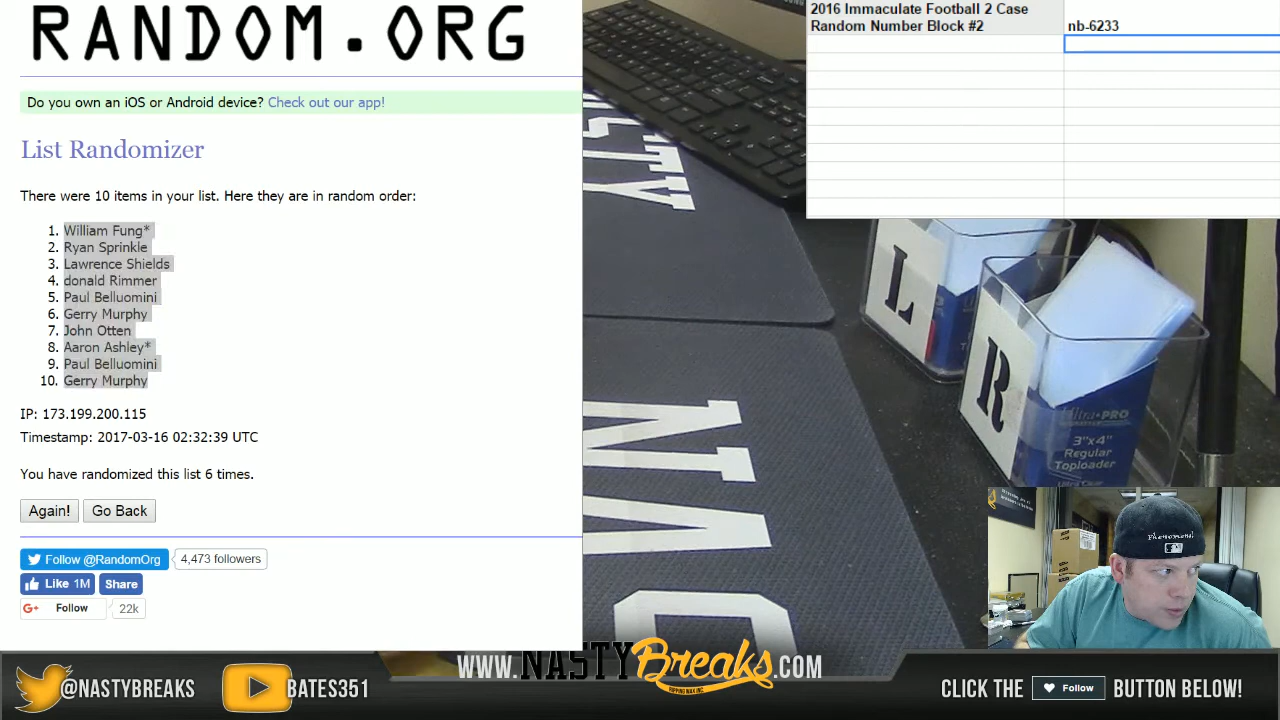 RANDOM.ORG
Do you own an iOS or Android device? Check out our app!
List Randomizer
There were 10 items in your list. Here they are in random order:
1. William Fung*
2. Ryan Sprinkle
3. Lawrence Shields
4. donald Rimmer
5. Paul Belluomini
6. Gerry Murphy
7. John Otten
8. Aaron Ashley*
9. Paul Belluomini
10. Gerry Murphy
IP: 173.199.200.115
Timestamp: 2017-03-16 02:32:39 UTC
You have randomized this list 6 times.
Again! Go Back
Follow @RandomOrg 4,473 followers
Like 1M Share
G+ Follow 22k
2016 Immaculate Football 2 Case
Random Number Block #2 nb-6233
L
R
Ultra•PRO
3"x4"
Regular
Toploader
Phenomenal
@NASTYBREAKS
BATES351
WWW.NASTYBreaks.COM
RIPPING WAX INC.
CLICK THE Follow BUTTON BELOW!